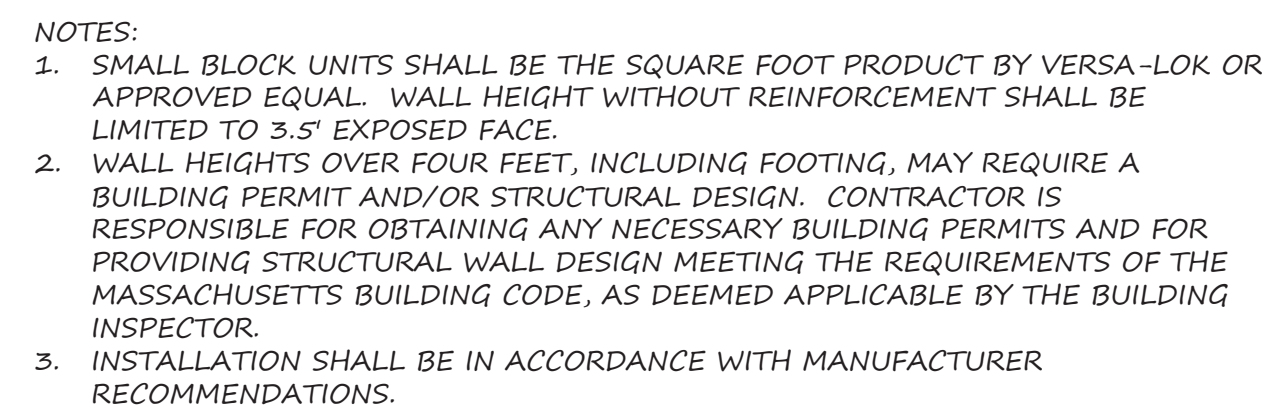 NOTES:
1. SMALL BLOCK UNITS SHALL BE THE SQUARE FOOT PRODUCT BY VERSA-LOK OR
APPROVED EQUAL. WALL HEIGHT WITHOUT REINFORCEMENT SHALL BE
LIMITED TO 3.5' EXPOSED FACE.
2. WALL HEIGHTS OVER FOUR FEET, INCLUDING FOOTING, MAY REQUIRE A
BUILDING PERMIT AND/OR STRUCTURAL DESIGN. CONTRACTOR IS
RESPONSIBLE FOR OBTAINING ANY NECESSARY BUILDING PERMITS AND FOR
PROVIDING STRUCTURAL WALL DESIGN MEETING THE REQUIREMENTS OF THE
MASSACHUSETTS BUILDING CODE, AS DEEMED APPLICABLE BY THE BUILDING
INSPECTOR.
3. INSTALLATION SHALL BE IN ACCORDANCE WITH MANUFACTURER
RECOMMENDATIONS.